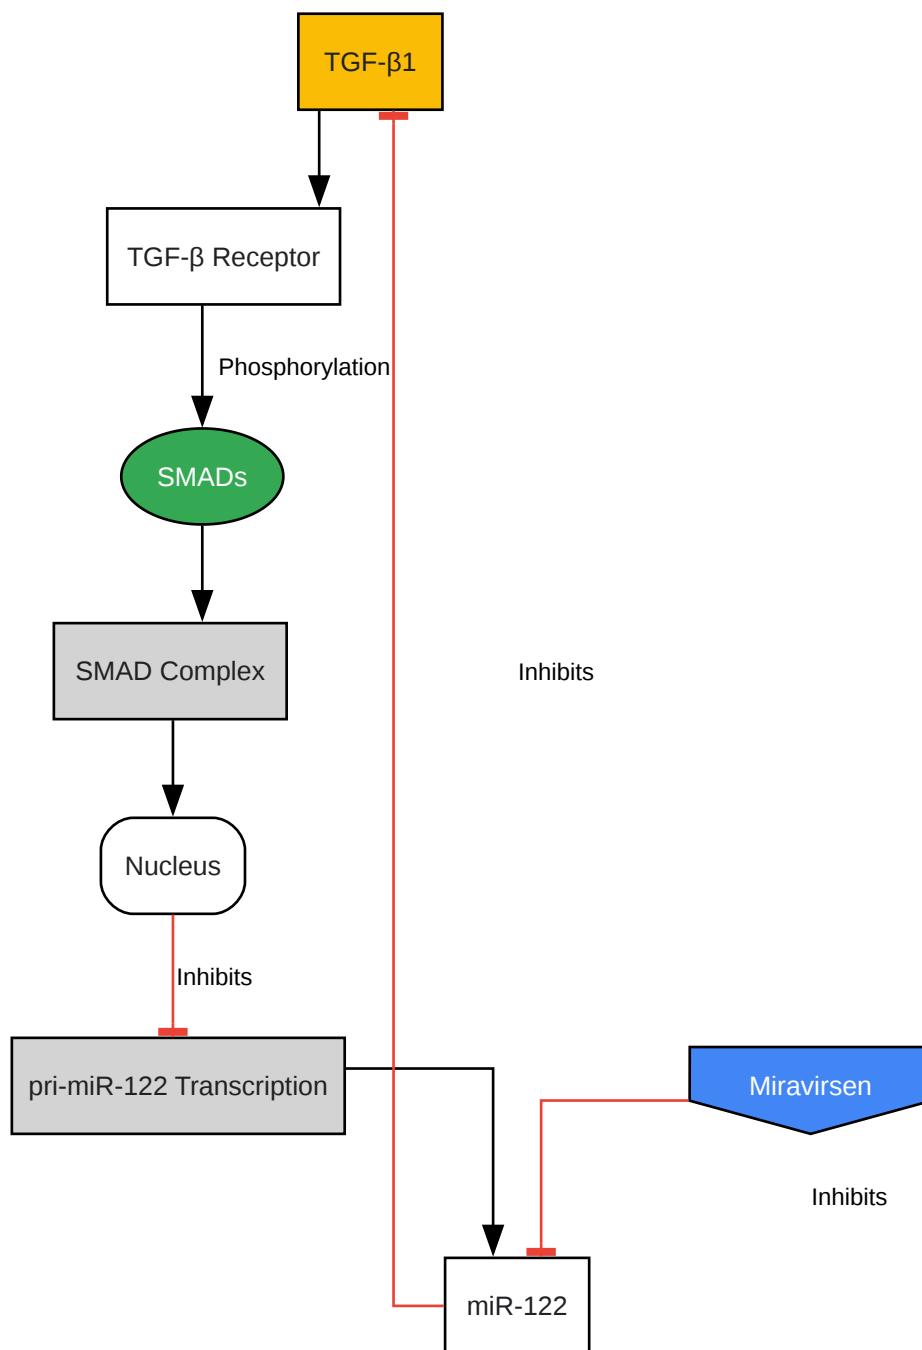 TGF-β1
TGF-β Receptor
Phosphorylation
SMADs
SMAD Complex
Inhibits
Nucleus
Inhibits
pri-miR-122 Transcription
Miravirsen
Inhibits
miR-122